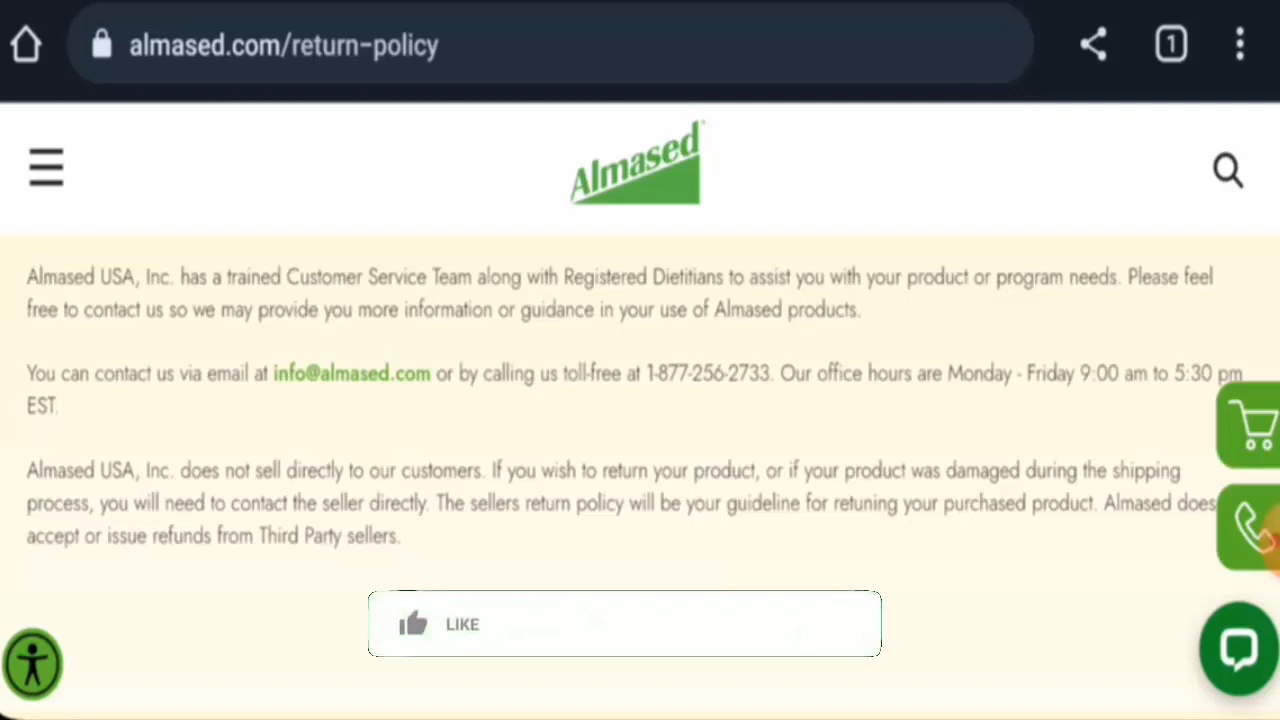 almased.com/return-policy
1
Almased
Almased USA, Inc. has a trained Customer Service Team along with Registered Dietitians to assist you with your product or program needs. Please feel
free to contact us so we may provide you more information or guidance in your use of Almased products.
You can contact us via email at info@almased.com or by calling us toll-free at 1-877-256-2733. Our office hours are Monday - Friday 9:00 am to 5:30 pm
EST.
Almased USA, Inc. does not sell directly to our customers. If you wish to return your product, or if your product was damaged during the shipping
process, you will need to contact the seller directly. The sellers return policy will be your guideline for retuning your purchased product. Almased does
accept or issue refunds from Third Party sellers.
LIKE